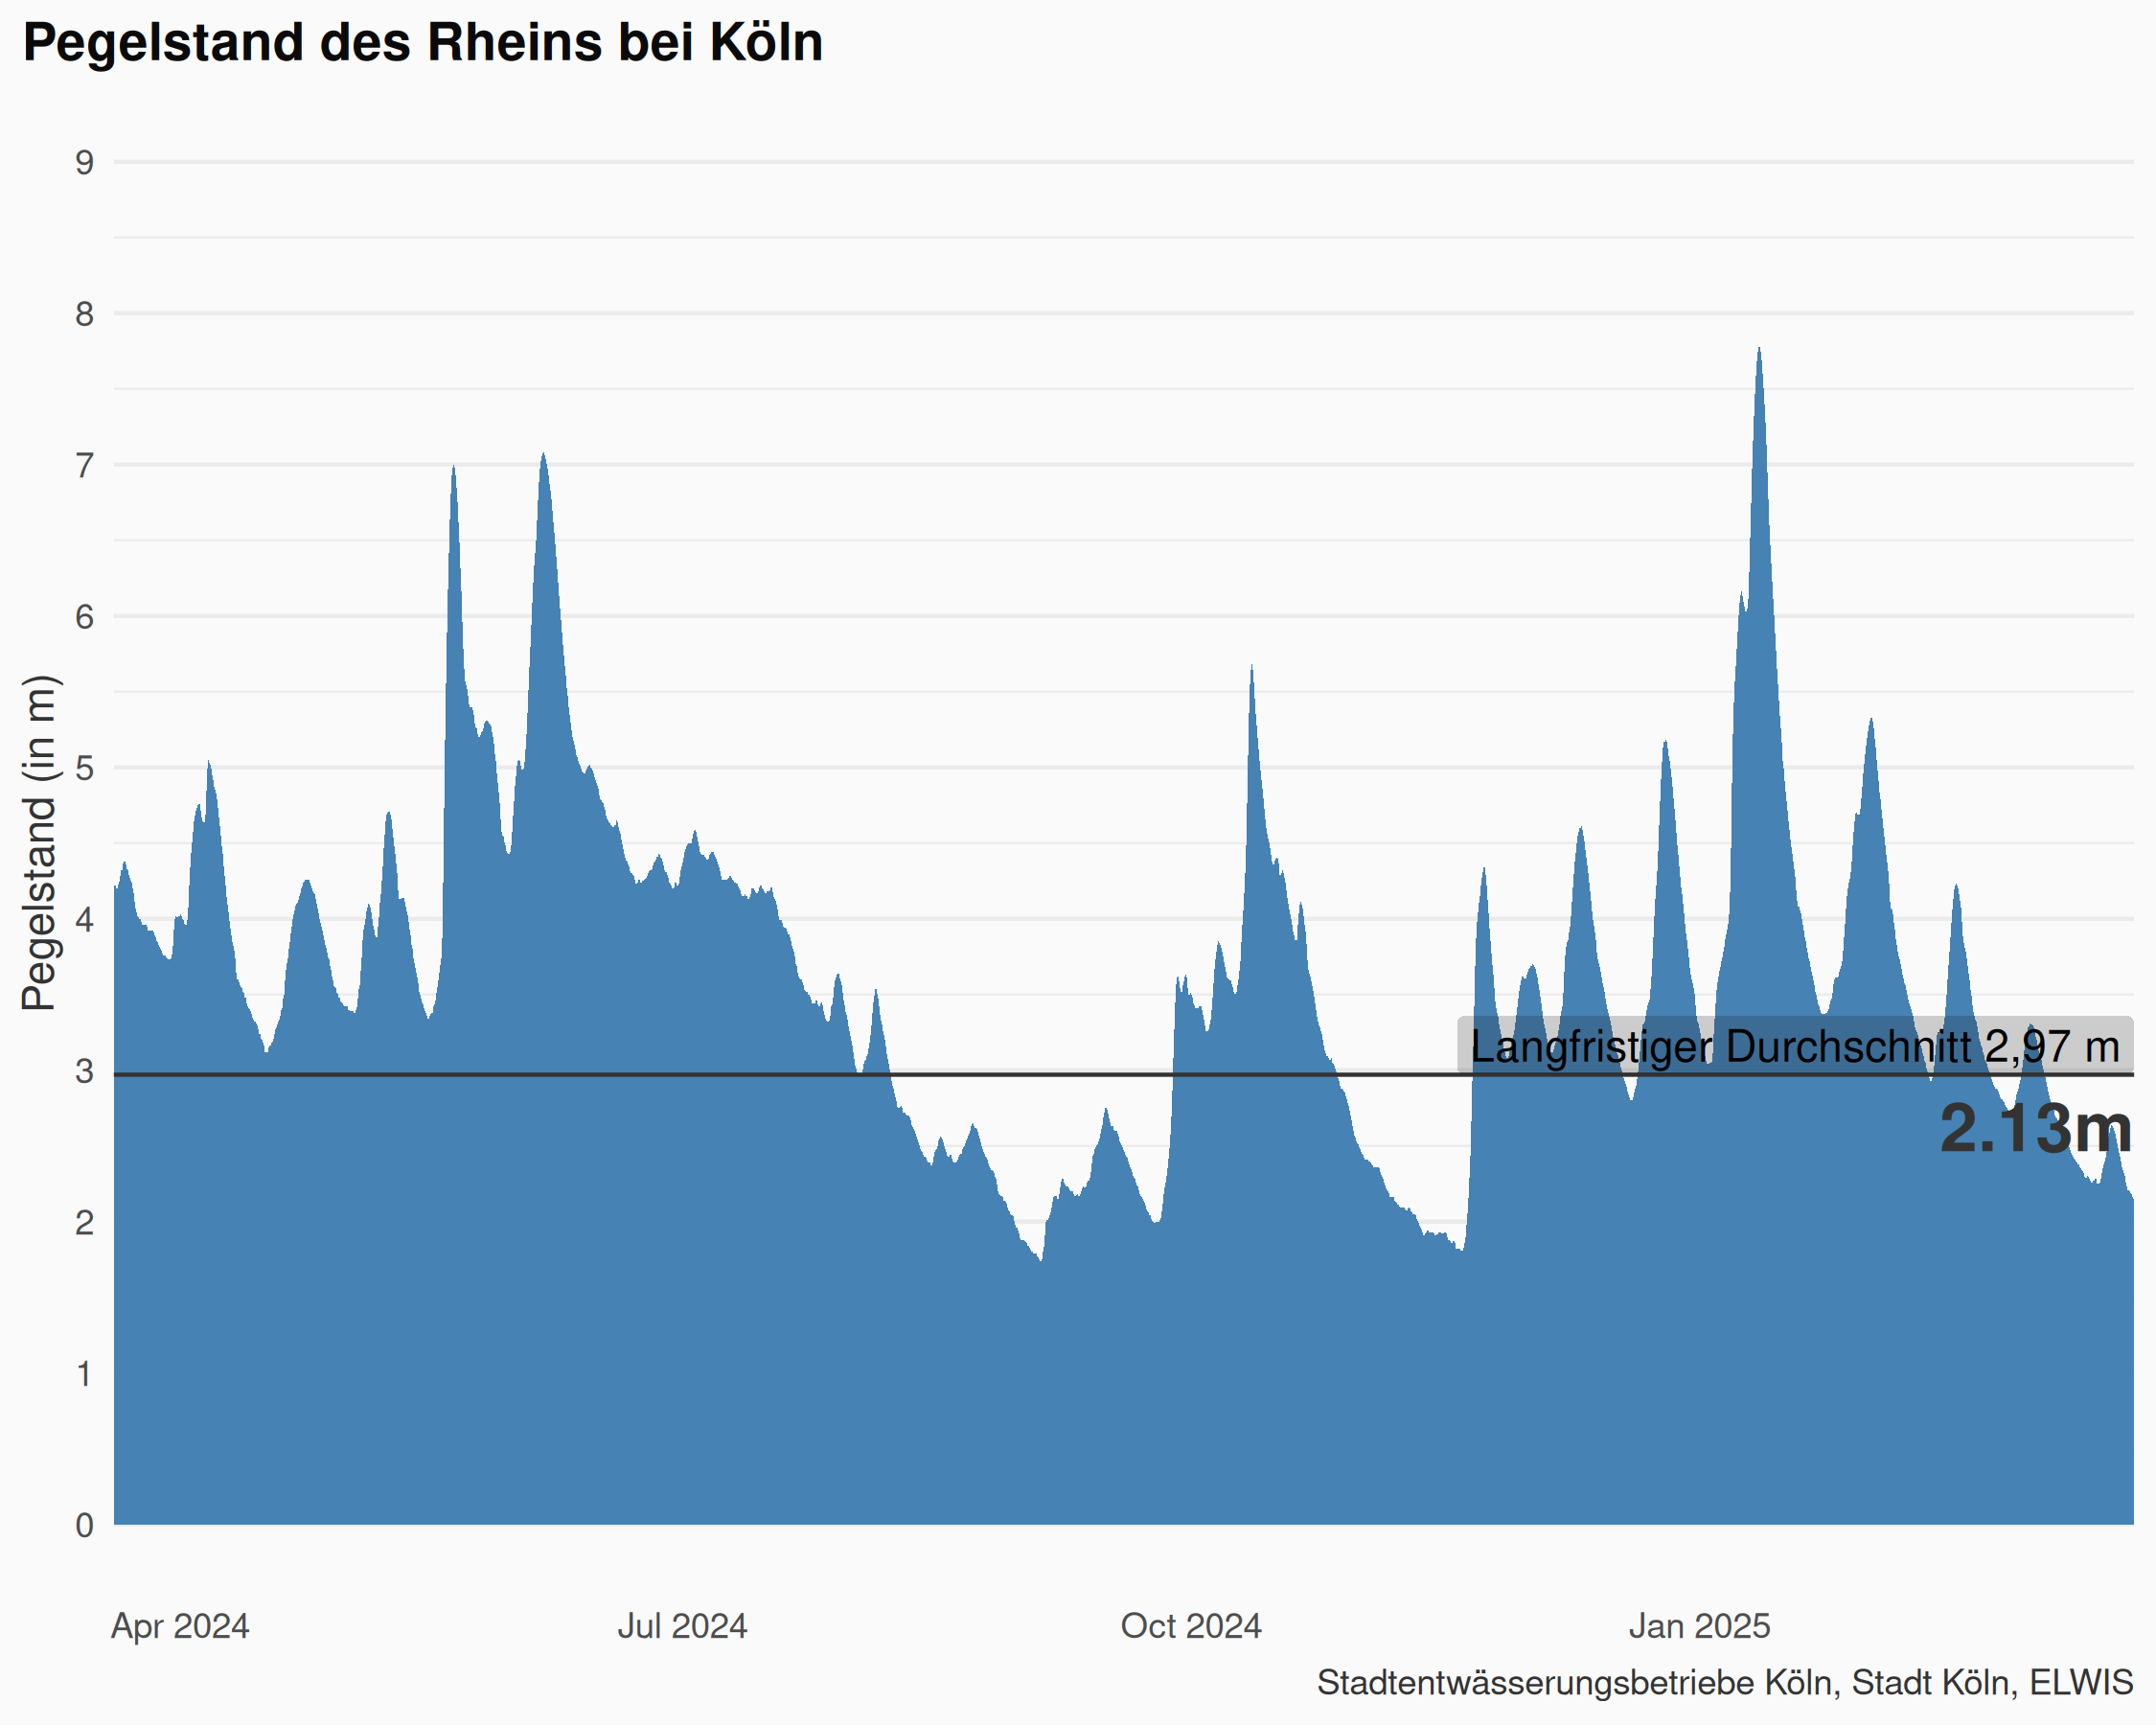 Pegelstand des Rheins bei Köln
9
8
7
6
5
4
3
2
1
0
Pegelstand (in m)
Langfristiger Durchschnitt 2,97 m
2.13m
Apr 2024
Jul 2024
Oct 2024
Jan 2025
Stadtentwässerungsbetriebe Köln, Stadt Köln, ELWIS